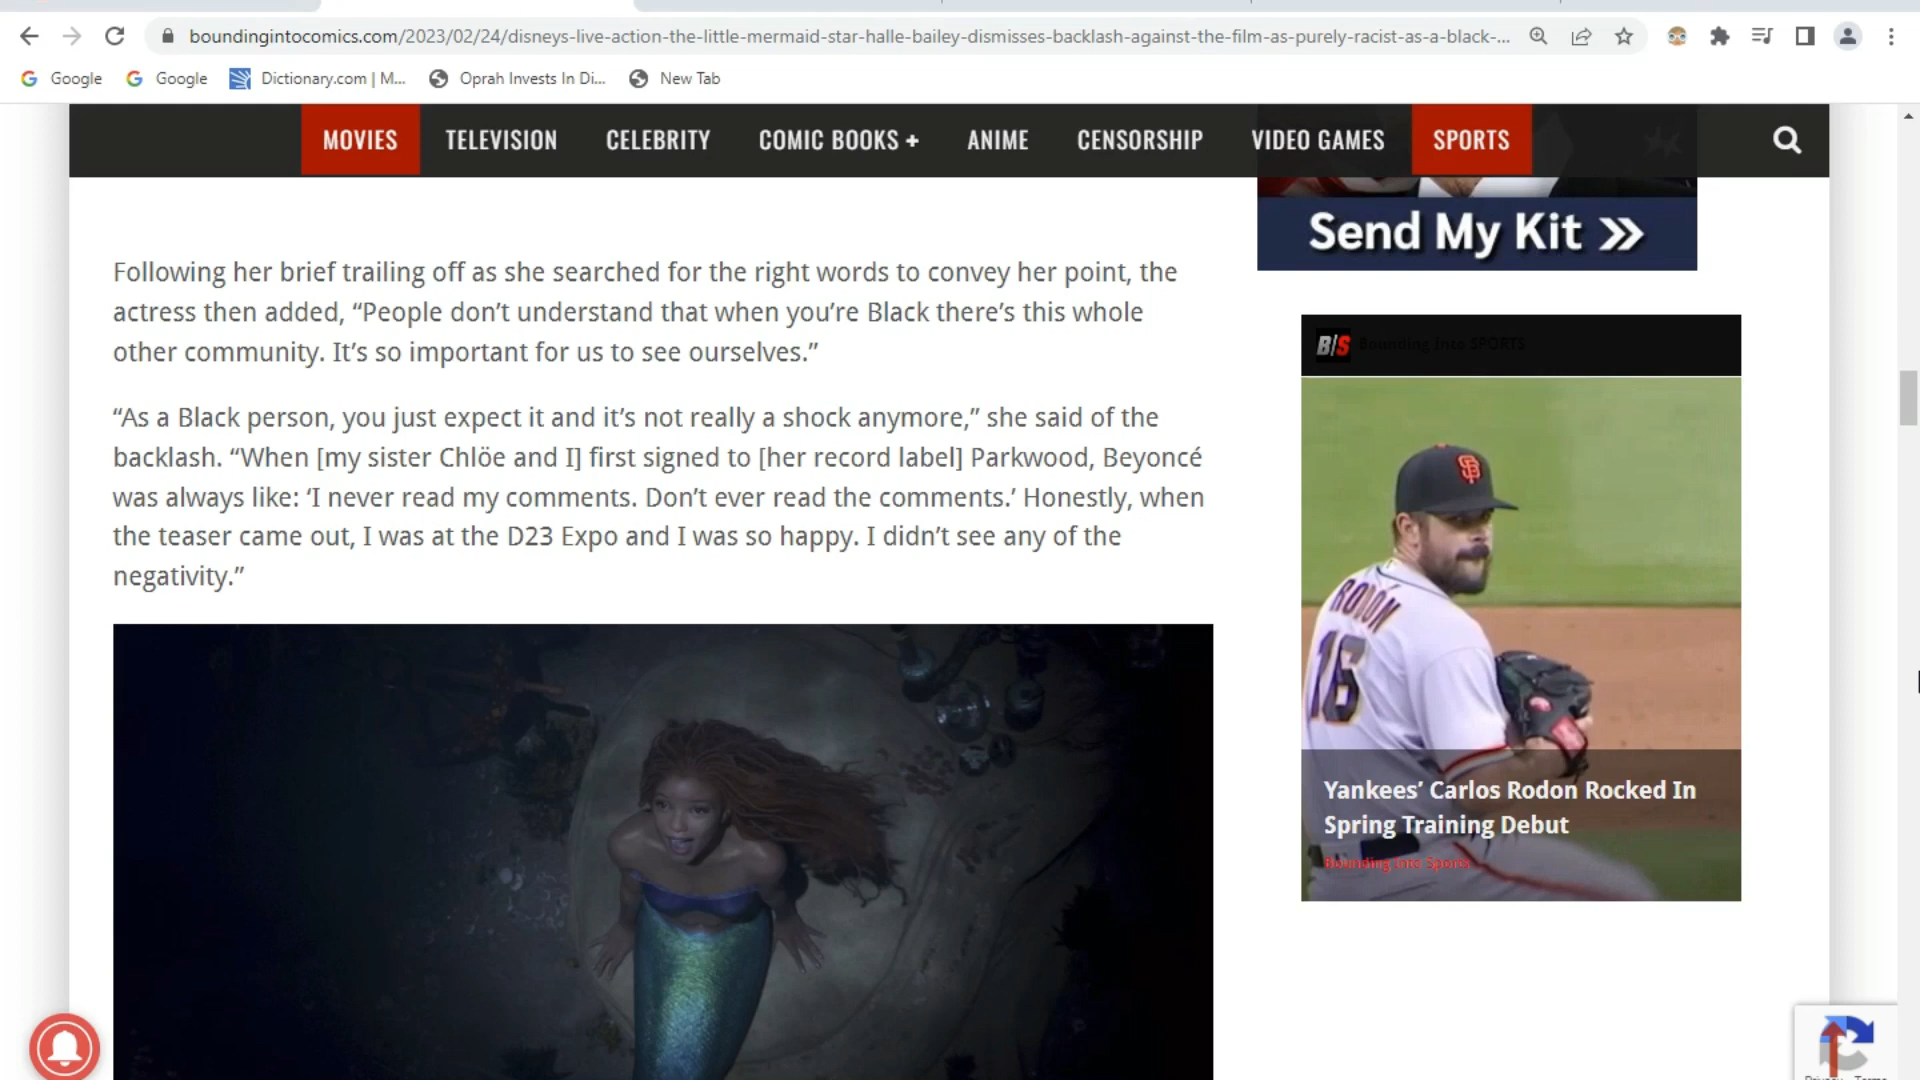 boundingintocomics.com/2023/02/24/disneys-live-action-the-little-mermaid-star-halle-bailey-dismisses-backlash-against-the-film-as-purely-racist-as-a-black-...
Google Google Dictionary.com | M... Oprah Invests In Di... New Tab
MOVIES TELEVISION CELEBRITY COMIC BOOKS + ANIME CENSORSHIP VIDEO GAMES SPORTS
Send My Kit »
Following her brief trailing off as she searched for the right words to convey her point, the
actress then added, “People don’t understand that when you’re Black there’s this whole
other community. It’s so important for us to see ourselves.”
“As a Black person, you just expect it and it’s not really a shock anymore,” she said of the
backlash. “When [my sister Chlöe and I] first signed to [her record label] Parkwood, Beyoncé
was always like: ‘I never read my comments. Don’t ever read the comments.’ Honestly, when
the teaser came out, I was at the D23 Expo and I was so happy. I didn’t see any of the
negativity.”
B/S Bounding Into SPORTS
SF
RODÓN
16
Yankees’ Carlos Rodon Rocked In
Spring Training Debut
Bounding Into Sports